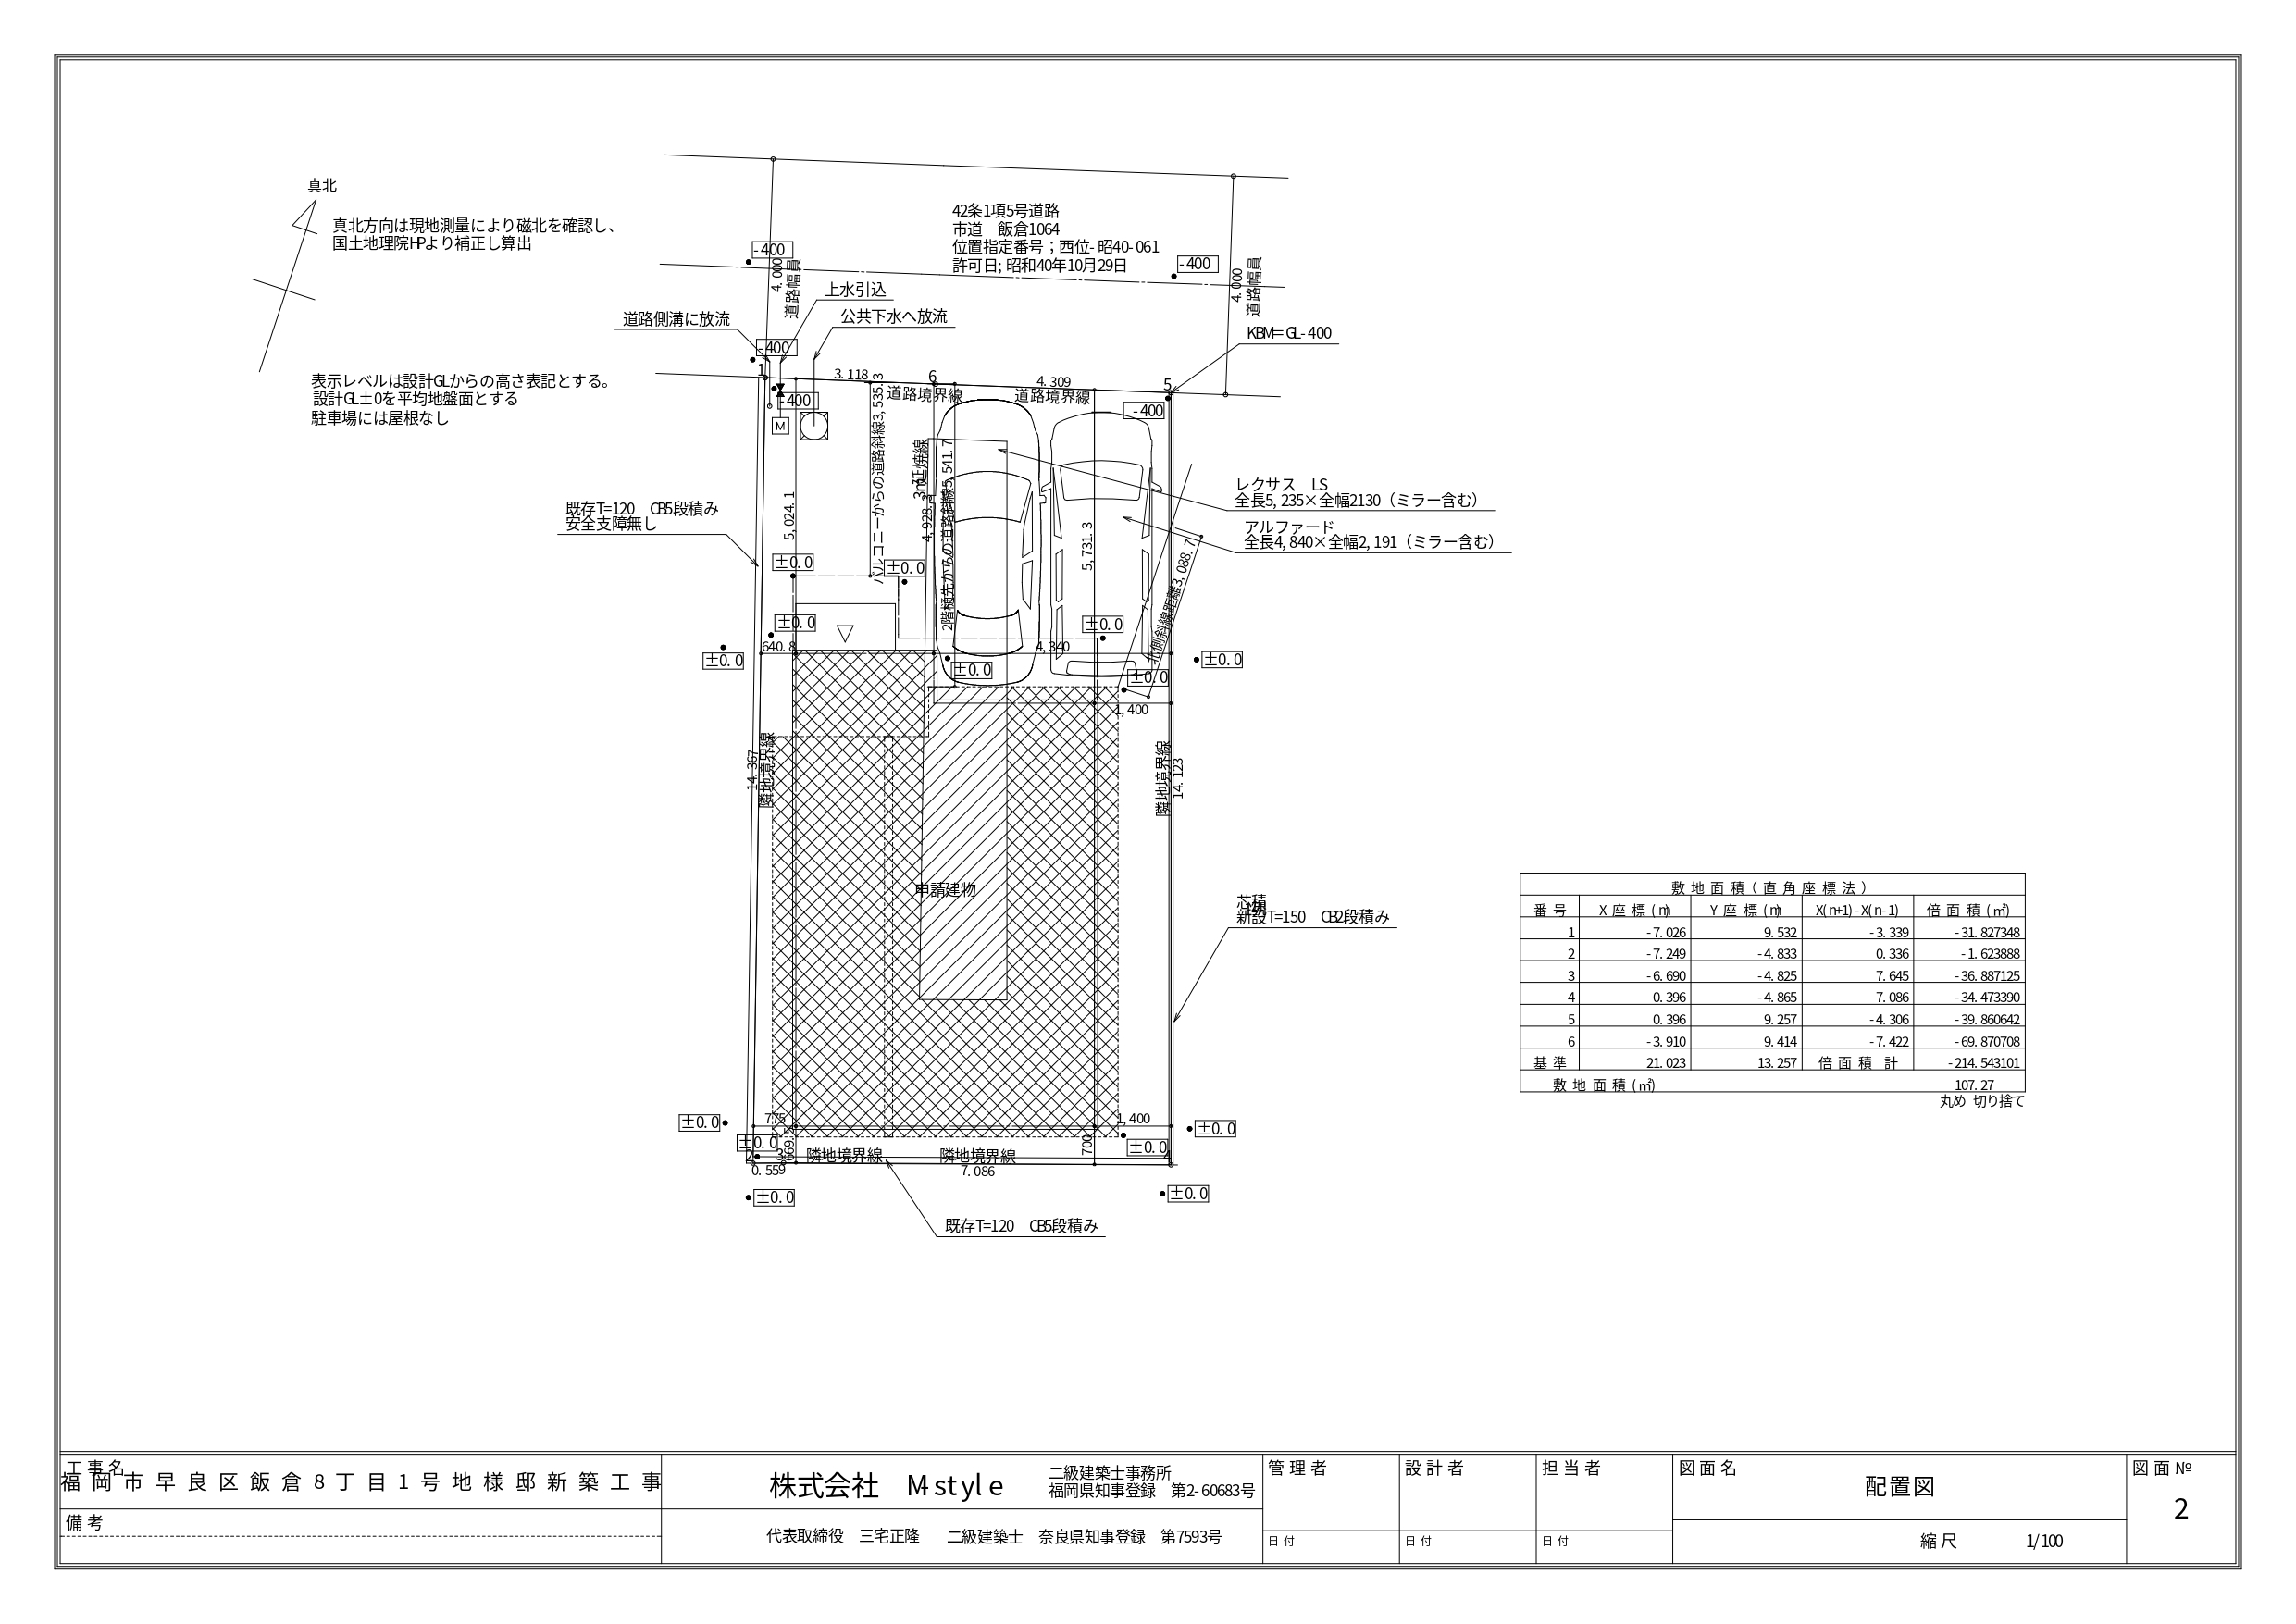 真北
真北方向は現地測量により磁北を確認し、
国土地理院HPより補正し算出
42条1項5号道路
市道　飯倉1064
位置指定番号；西位-昭40-061
許可日;昭和40年10月29日
-400
-400
4.000
道路幅員
4.000
道路幅員
上水引込
道路側溝に放流
公共下水へ放流
KBM=GL-400
-400
表示レベルは設計GLからの高さ表記とする。
設計GL±0を平均地盤面とする
駐車場には屋根なし
1
3.118
6
4.309
5
道路境界線
道路境界線
-400
-400
M
バルコニーからの道路斜線3,535.3
3m延焼線
4,928.3
2階樋先からの道路斜線5,541.7
5,024.1
5,731.3
レクサス　LS
全長5,235×全幅2130（ミラー含む）
アルファード
全長4,840×全幅2,191（ミラー含む）
既存T=120　CB5段積み
安全支障無し
北側斜線距離3,088.7
±0.0
±0.0
±0.0
±0.0
640.8
4,340
±0.0
±0.0
±0.0
±0.0
1,400
14.367
隣地境界線
隣地境界線
14.123
申請建物
芯積
新設T=150　CB2段積み
敷地面積(直角座標法)
番号 X座標(m) Y座標(m) X(n+1)-X(n-1) 倍面積(㎡)
1 -7.026 9.532 -3.339 -31.827348
2 -7.249 -4.833 0.336 -1.623888
3 -6.690 -4.825 7.645 -36.887125
4 0.396 -4.865 7.086 -34.473390
5 0.396 9.257 -4.306 -39.860642
6 -3.910 9.414 -7.422 -69.870708
基準 21.023 13.257 倍面積 計 -214.543101
敷地面積(㎡) 107.27
丸め 切り捨て
±0.0
775
1,400
±0.0
±0.0
669.5
700
±0.0
2
3
隣地境界線
隣地境界線
4
0.559
7.086
±0.0
±0.0
既存T=120　CB5段積み
工事名
福岡市早良区飯倉8丁目1号地様邸新築工事
備考
株式会社　M-style
二級建築士事務所
福岡県知事登録　第2-60683号
代表取締役　三宅正隆　二級建築士　奈良県知事登録　第7593号
管理者
設計者
担当者
日付
日付
日付
図面名
配置図
縮尺 1/100
図面№
2